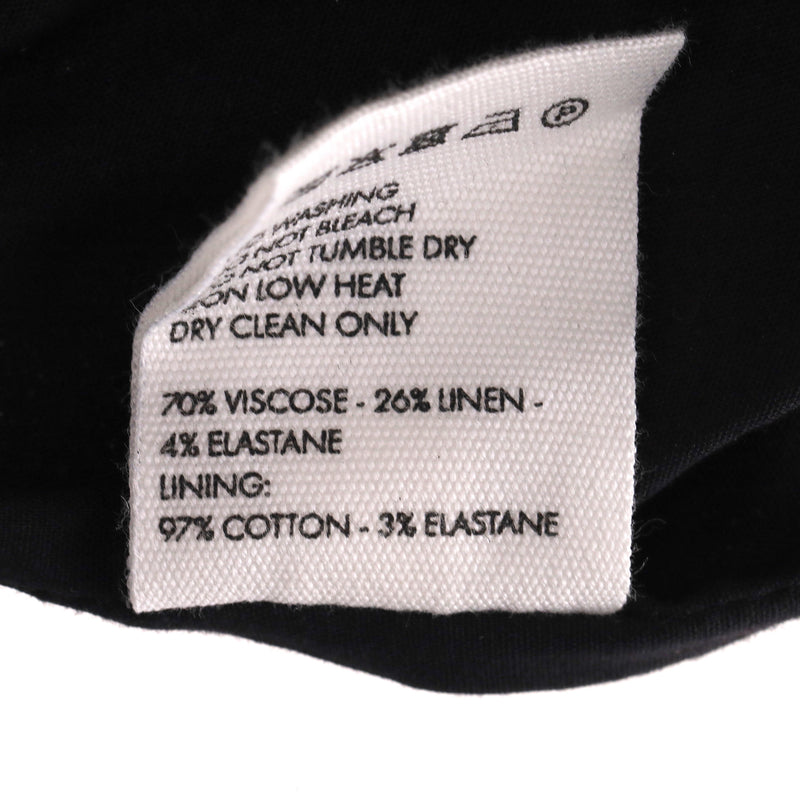 P
WASHING
NOT BLEACH
NOT TUMBLE DRY
IRON LOW HEAT
DRY CLEAN ONLY
70% VISCOSE - 26% LINEN -
4% ELASTANE
LINING:
97% COTTON - 3% ELASTANE